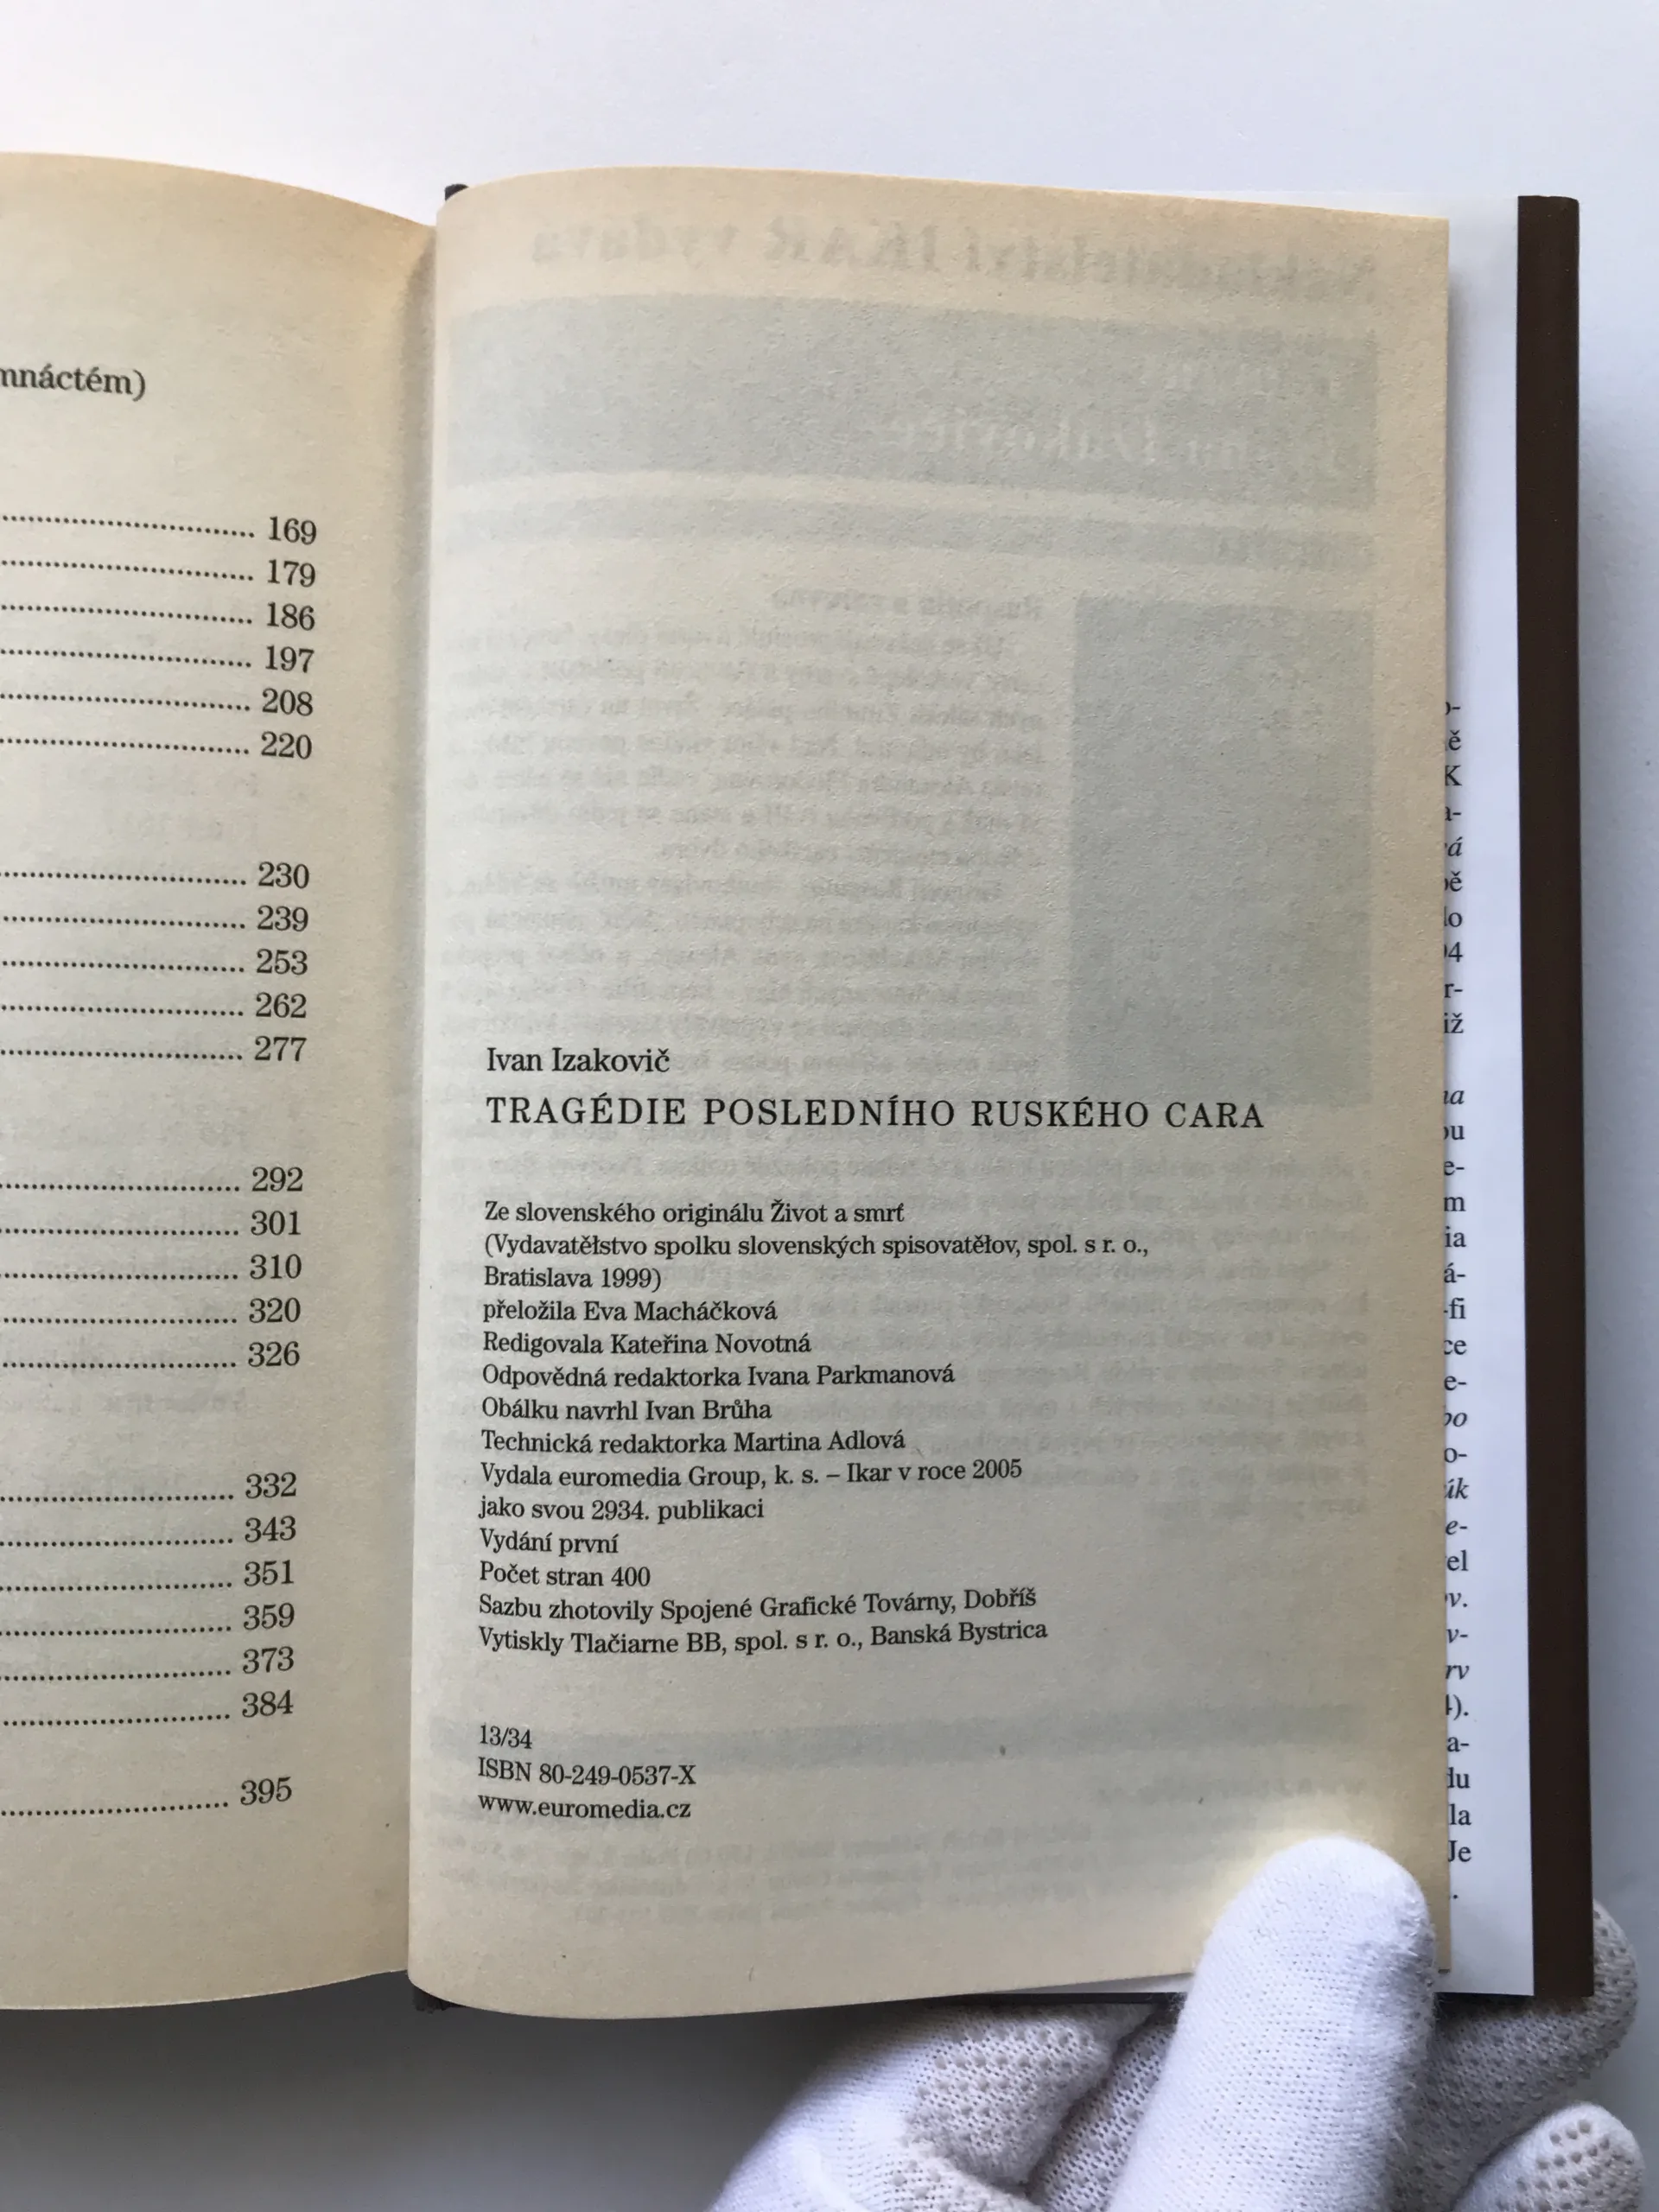 mnáctém)
169
179
186
197
208
220
230
239
253
262
277
292
301
310
320
326
332
343
351
359
373
384
395
Ivan Izakovič
TRAGÉDIE POSLEDNÍHO RUSKÉHO CARA
Ze slovenského originálu Život a smrť
(Vydavatělstvo spolku slovenských spisovatělov, spol. s r. o.,
Bratislava 1999)
přeložila Eva Macháčková
Redigovala Kateřina Novotná
Odpovědná redaktorka Ivana Parkmanová
Obálku navrhl Ivan Brůha
Technická redaktorka Martina Adlová
Vydala euromedia Group, k. s. – Ikar v roce 2005
jako svou 2934. publikaci
Vydání první
Počet stran 400
Sazbu zhotovily Spojené Grafické Továrny, Dobříš
Vytiskly Tlačiarne BB, spol. s r. o., Banská Bystrica
13/34
ISBN 80-249-0537-X
www.euromedia.cz